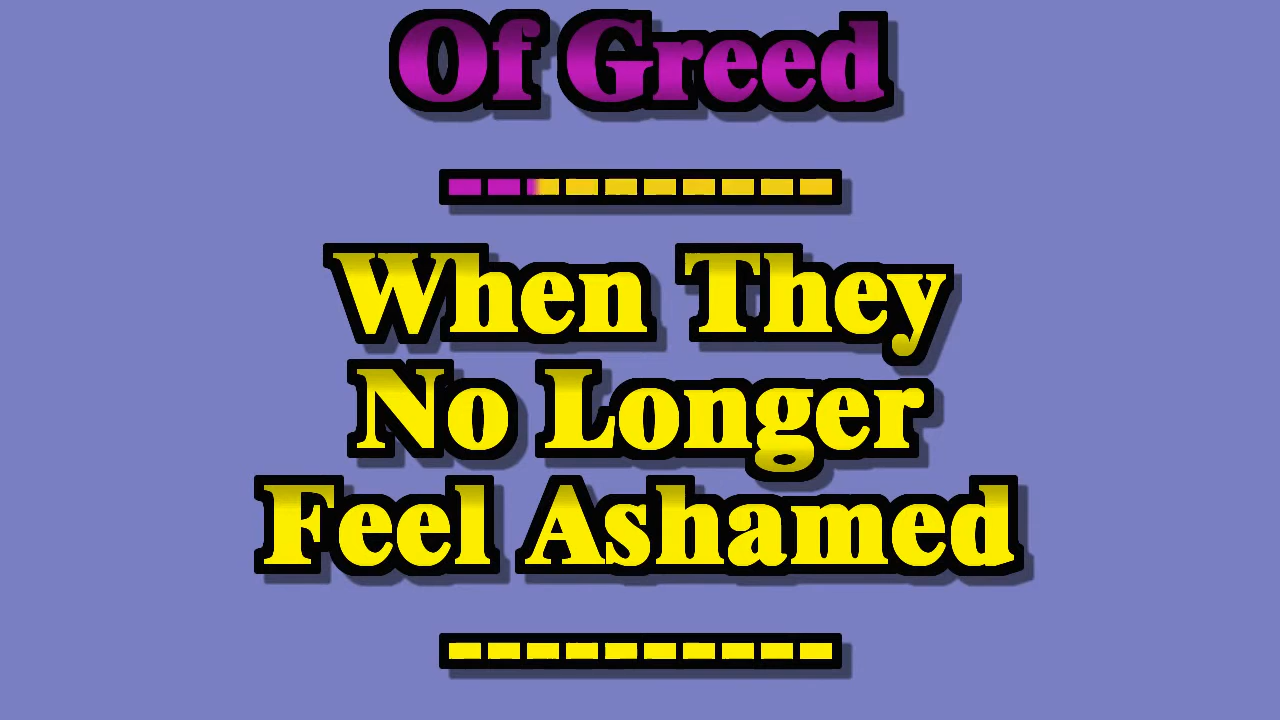 Of Greed
----------
When They
No Longer
Feel Ashamed
----------